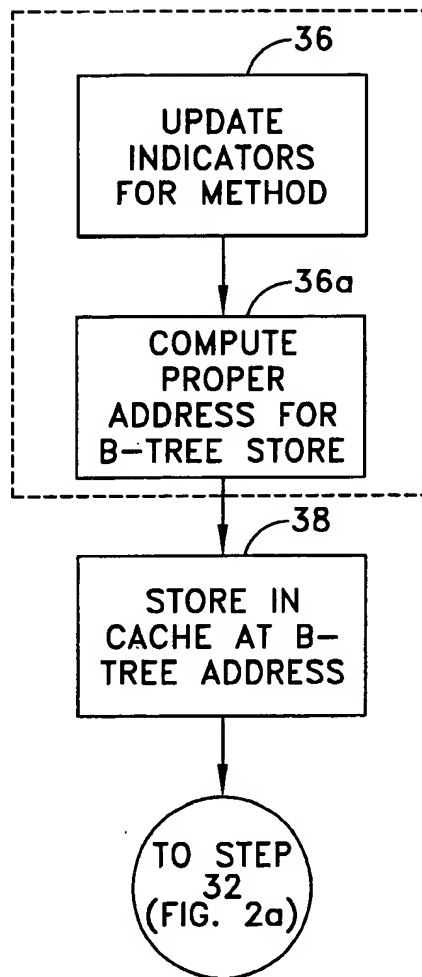 36
UPDATE
INDICATORS
FOR METHOD
36a
COMPUTE
PROPER
ADDRESS FOR
B-TREE STORE
38
STORE IN
CACHE AT B-
TREE ADDRESS
TO STEP
32
(FIG. 2a)